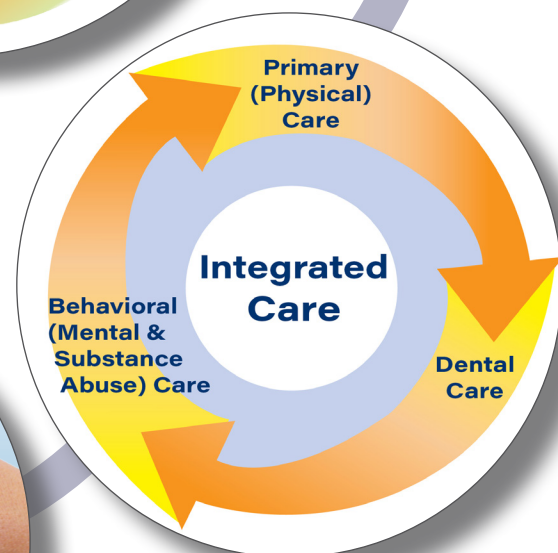 Primary
(Physical)
Care
Integrated
Care
Behavioral
(Mental &
Substance
Abuse) Care
Dental
Care